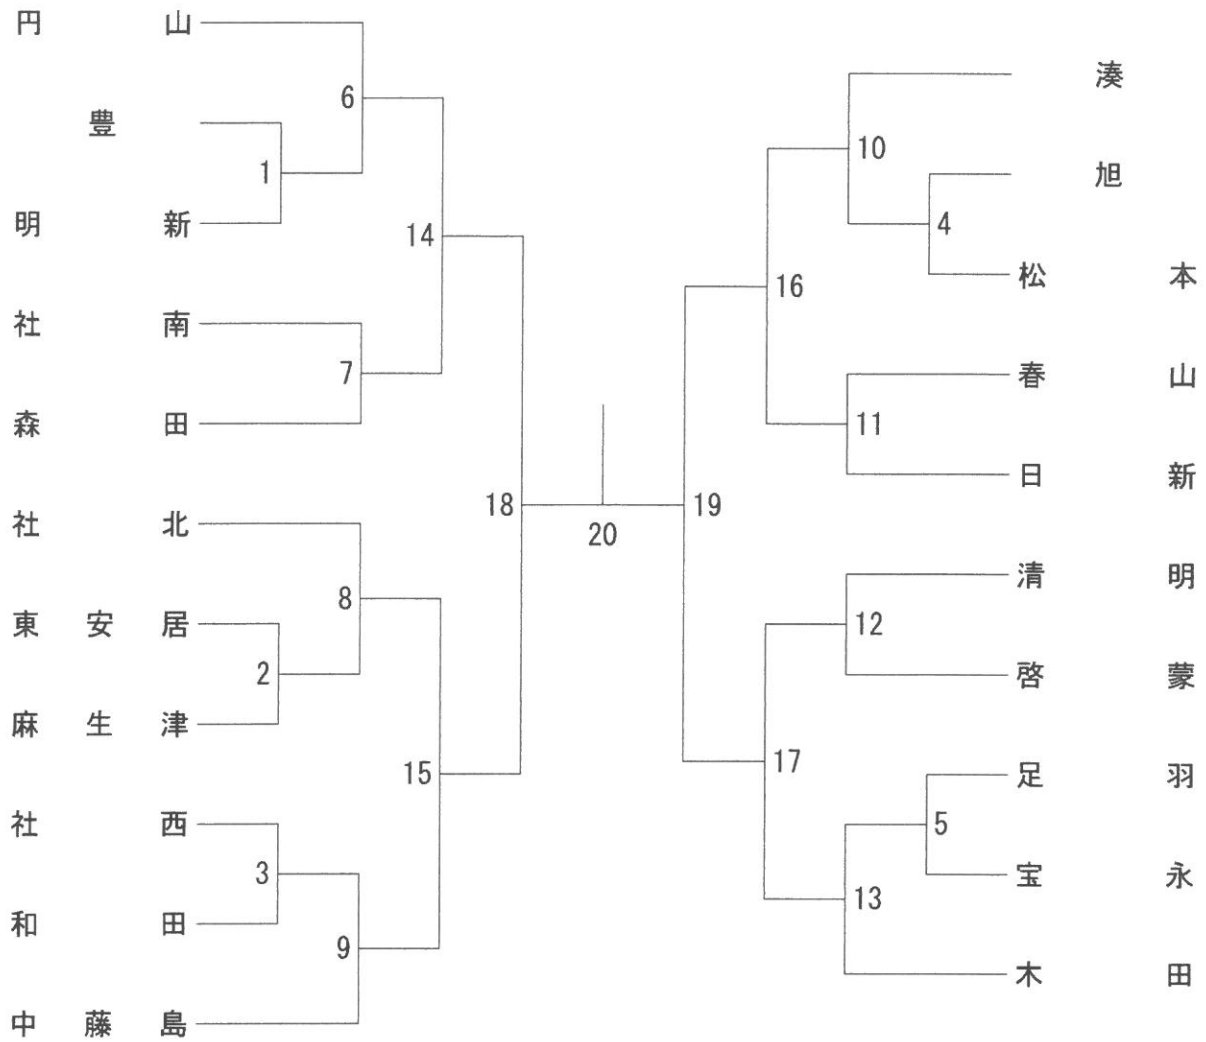 円山
豊
明新
社南
森田
社北
東安居
麻生津
社西
和田
中藤島
1
2
3
6
7
8
9
14
15
18
20
19
16
17
10
11
12
13
4
5
湊
旭
松本
春山
日新
清明
啓蒙
足羽
宝永
木田